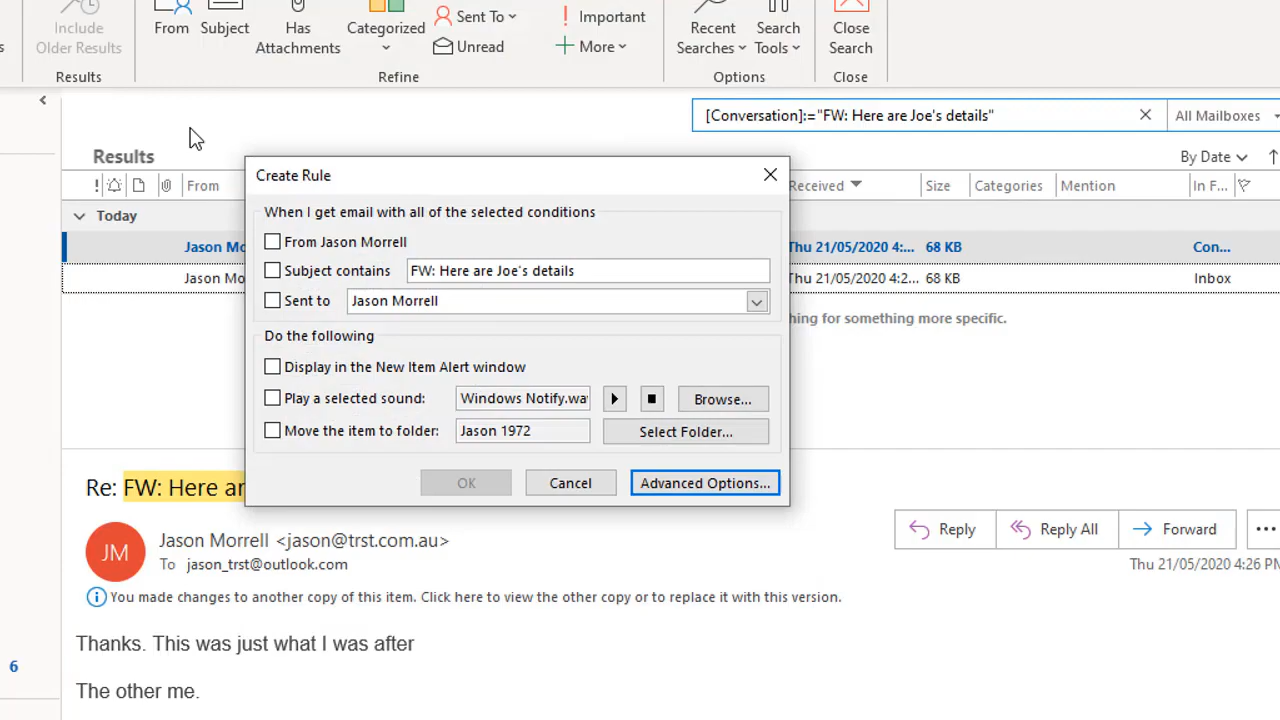 Include
Older Results
Results
From
Subject
Has
Attachments
Categorized
Sent To
Unread
Important
More
Refine
Recent
Searches
Search
Tools
Options
Close
Search
Close
[Conversation]:="FW: Here are Joe's details"
All Mailboxes
Results
By Date
From
Received
Size
Categories
Mention
In F...
Today
Jason Mo
Thu 21/05/2020 4:...
68 KB
Con...
Jason Mo
Thu 21/05/2020 4:2...
68 KB
Inbox
hing for something more specific.
Create Rule
When I get email with all of the selected conditions
From Jason Morrell
Subject contains
FW: Here are Joe's details
Sent to
Jason Morrell
Do the following
Display in the New Item Alert window
Play a selected sound:
Windows Notify.wa
Browse...
Move the item to folder:
Jason 1972
Select Folder...
OK
Cancel
Advanced Options...
Re: FW: Here ar
JM
Jason Morrell <jason@trst.com.au>
To jason_trst@outlook.com
Reply
Reply All
Forward
Thu 21/05/2020 4:26 PM
You made changes to another copy of this item. Click here to view the other copy or to replace it with this version.
Thanks. This was just what I was after
The other me.
6